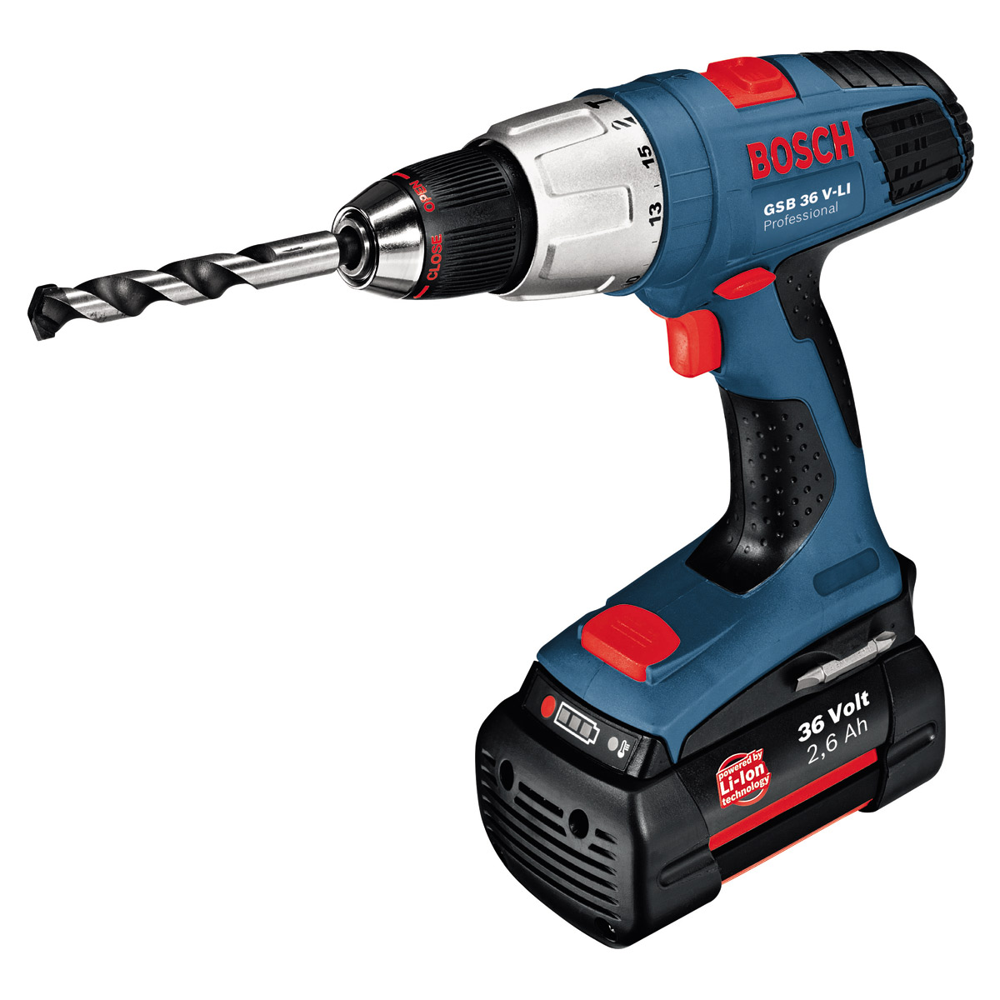 BOSCH
GSB 36 V-LI
Professional
15
13
OPEN
CLOSE
36 Volt
2,6 Ah
powered by
Li-Ion
technology